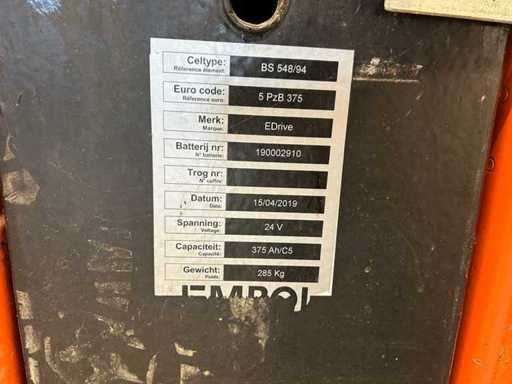 Celtype: BS 548/94
Référence élement:
Euro code: 5 PzB 375
Référence euro:
Merk: EDrive
Marque:
Batterij nr: 190002910
N° batterie:
Trog nr:
N° coffre:
Datum: 15/04/2019
Date:
Spanning: 24 V
Voltage:
Capaciteit: 375 Ah/C5
Capacité:
Gewicht: 285 Kg
Poids: